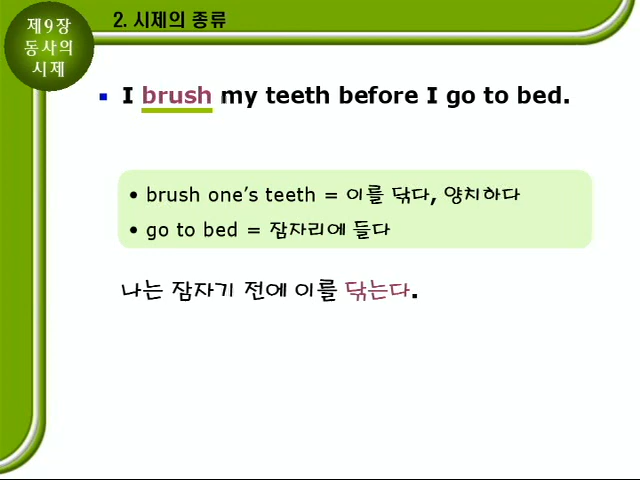 제9장
동사의
시제
2. 시제의 종류
▪ I brush my teeth before I go to bed.
• brush one’s teeth = 이를 닦다, 양치하다
• go to bed = 잠자리에 들다
나는 잠자기 전에 이를 닦는다.